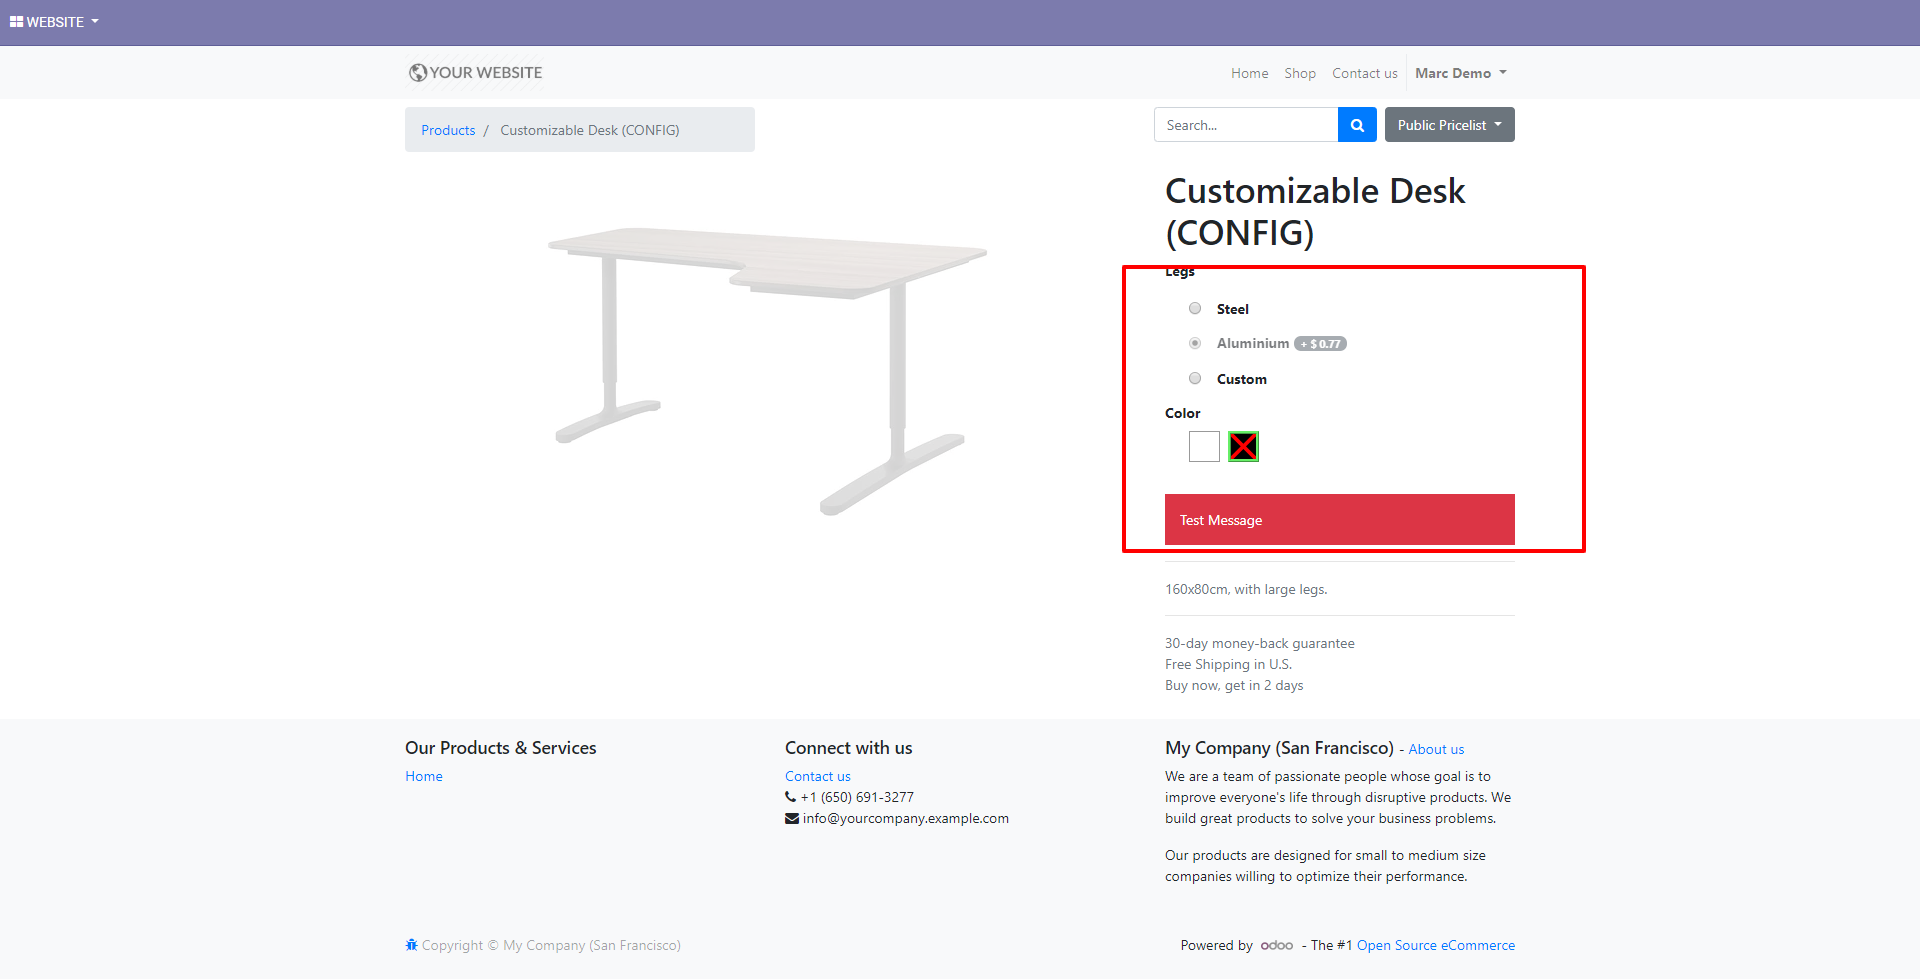 WEBSITE
YOUR WEBSITE
Home Shop Contact us Marc Demo
Products / Customizable Desk (CONFIG)
Search...
Public Pricelist
Customizable Desk
(CONFIG)
Legs
Steel
Aluminium + $ 0.77
Custom
Color
Test Message
160x80cm, with large legs.
30-day money-back guarantee
Free Shipping in U.S.
Buy now, get in 2 days
Our Products & Services
Home
Connect with us
Contact us
+1 (650) 691-3277
info@yourcompany.example.com
My Company (San Francisco) - About us
We are a team of passionate people whose goal is to
improve everyone's life through disruptive products. We
build great products to solve your business problems.
Our products are designed for small to medium size
companies willing to optimize their performance.
Copyright © My Company (San Francisco)
Powered by odoo - The #1 Open Source eCommerce